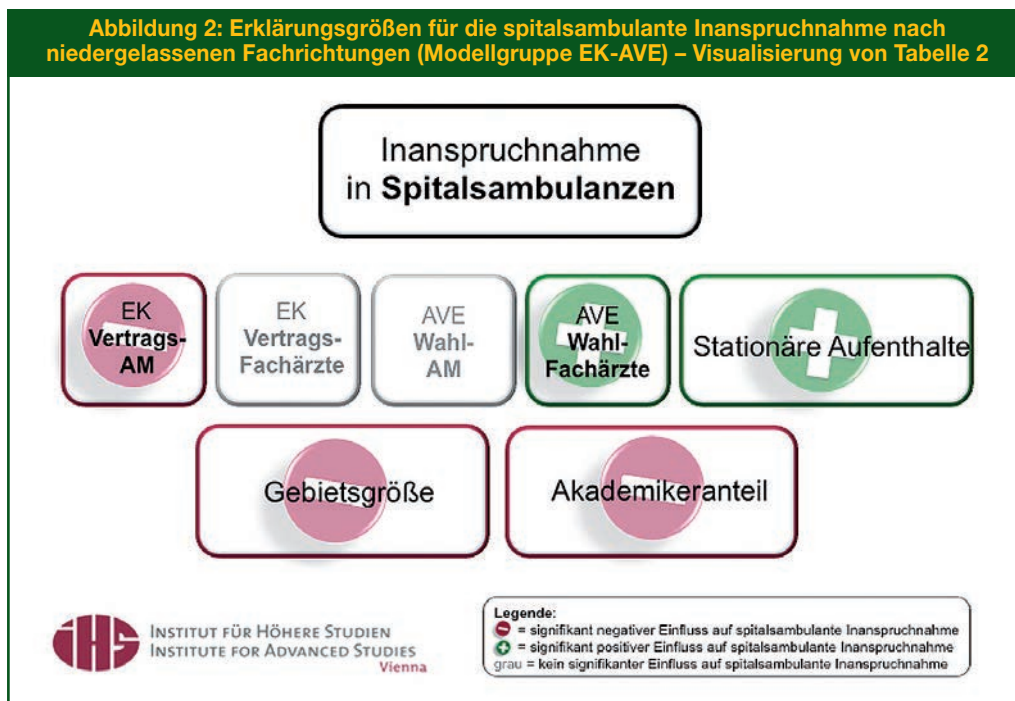 Abbildung 2: Erklärungsgrößen für die spitalsambulante Inanspruchnahme nach
niedergelassenen Fachrichtungen (Modellgruppe EK-AVE) – Visualisierung von Tabelle 2
Inanspruchnahme
in Spitalsambulanzen
EK
Vertrags-
AM
EK
Vertrags-
Fachärzte
AVE
Wahl-
AM
AVE
Wahl-
Fachärzte
Stationäre Aufenthalte
Gebietsgröße
Akademikeranteil
iHS
INSTITUT FÜR HÖHERE STUDIEN
INSTITUTE FOR ADVANCED STUDIES
Vienna
Legende:
= signifikant negativer Einfluss auf spitalsambulante Inanspruchnahme
= signifikant positiver Einfluss auf spitalsambulante Inanspruchnahme
grau = kein signifikanter Einfluss auf spitalsambulante Inanspruchnahme